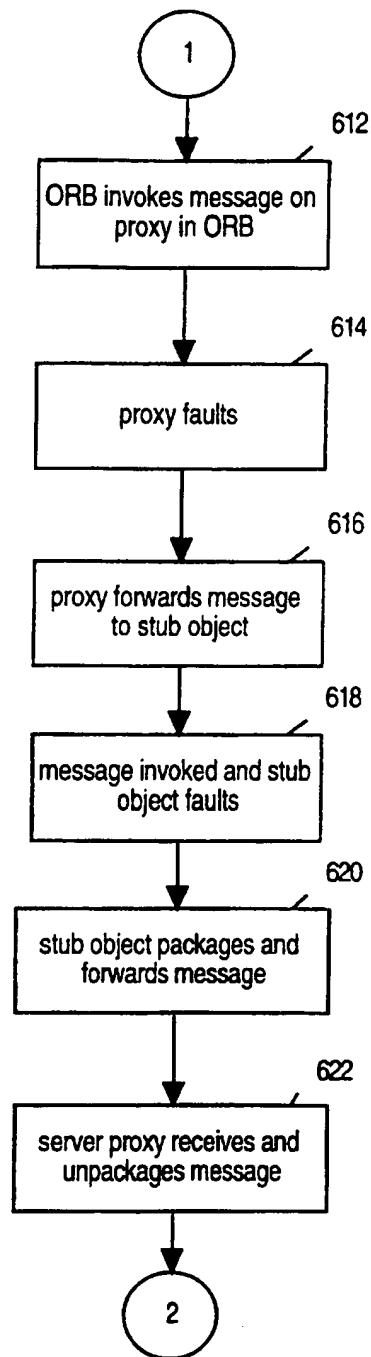 1
612
ORB invokes message on
proxy in ORB
614
proxy faults
616
proxy forwards message
to stub object
618
message invoked and stub
object faults
620
stub object packages and
forwards message
622
server proxy receives and
unpackages message
2